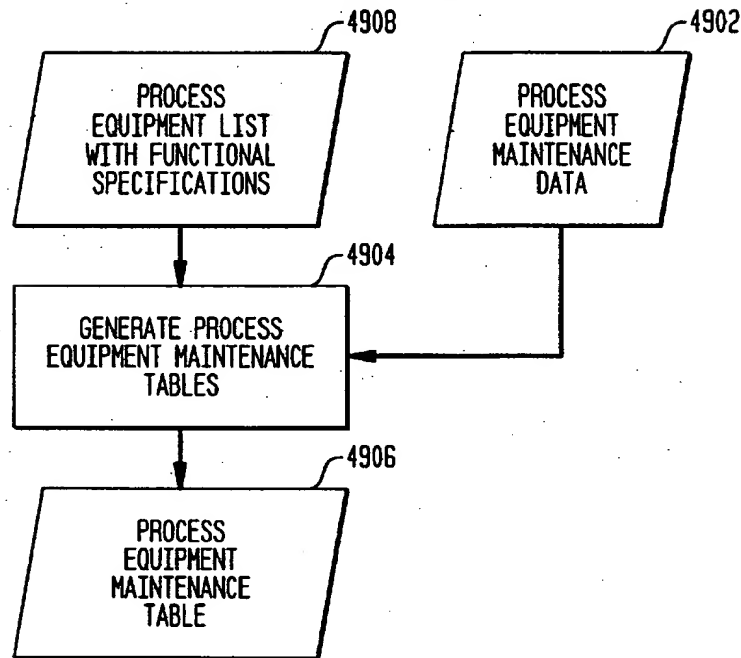 4908
PROCESS
EQUIPMENT LIST
WITH FUNCTIONAL
SPECIFICATIONS
4902
PROCESS
EQUIPMENT
MAINTENANCE
DATA
4904
GENERATE PROCESS
EQUIPMENT MAINTENANCE
TABLES
4906
PROCESS
EQUIPMENT
MAINTENANCE
TABLE